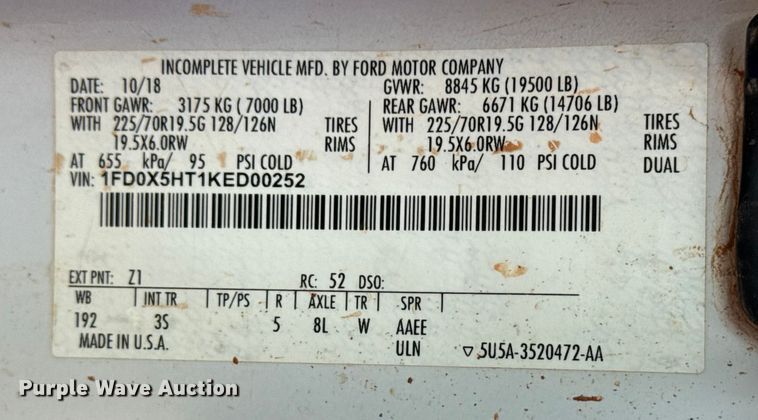 INCOMPLETE VEHICLE MFD. BY FORD MOTOR COMPANY
DATE: 10/18 GVWR: 8845 KG (19500 LB)
FRONT GAWR: 3175 KG ( 7000 LB) REAR GAWR: 6671 KG (14706 LB)
WITH 225/70R19.5G 128/126N TIRES WITH 225/70R19.5G 128/126N TIRES
19.5X6.0RW RIMS 19.5X6.0RW RIMS
AT 655 kPa/ 95 PSI COLD AT 760 kPa/ 110 PSI COLD DUAL
VIN: 1FD0X5HT1KED00252
EXT PNT: Z1 RC: 52 DSO:
WB INT TR TP/PS R AXLE TR SPR
192 3S 5 8L W AAEE
MADE IN U.S.A. ULN ▽ 5U5A-3520472-AA
Purple Wave Auction